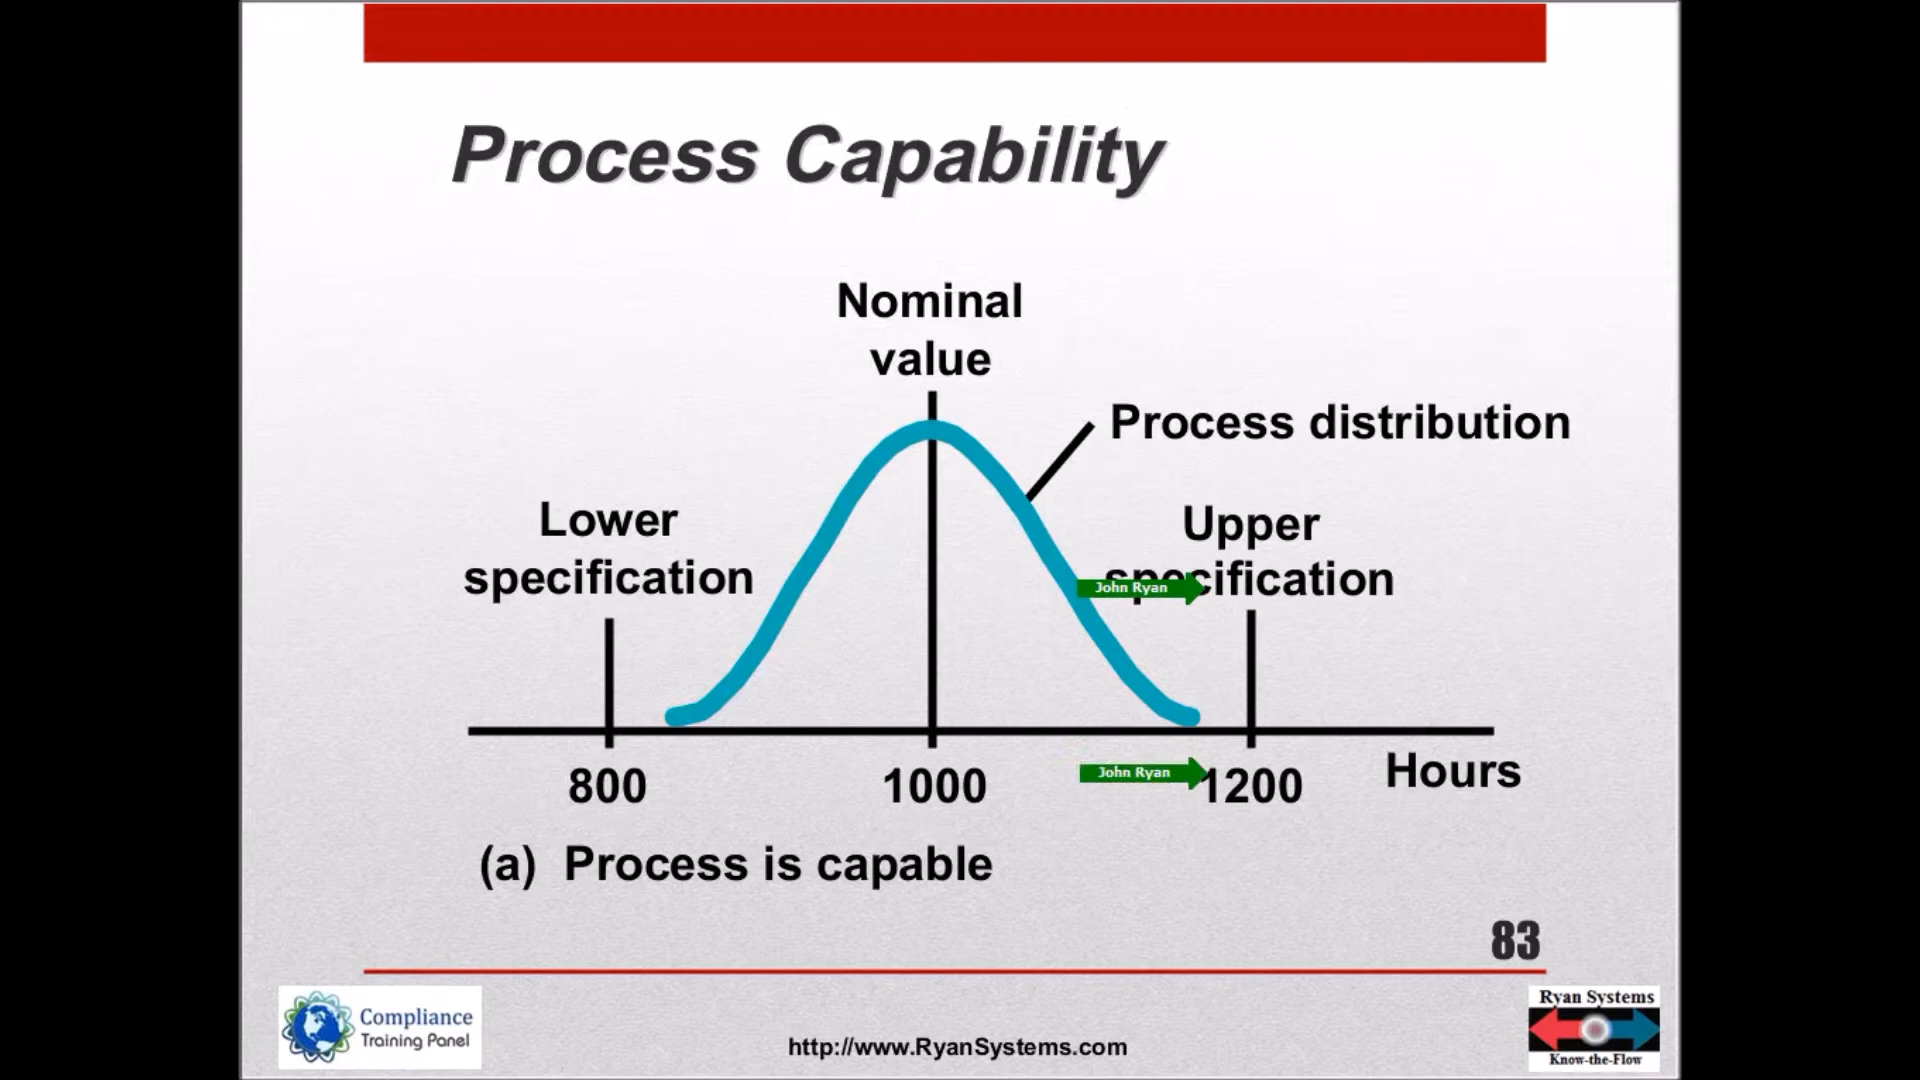 Process Capability
Nominal
value
Process distribution
Lower
specification
Upper
specification
John Ryan
800
1000
John Ryan
1200
Hours
(a) Process is capable
83
Compliance
Training Panel
http://www.RyanSystems.com
Ryan Systems
Know-the-Flow